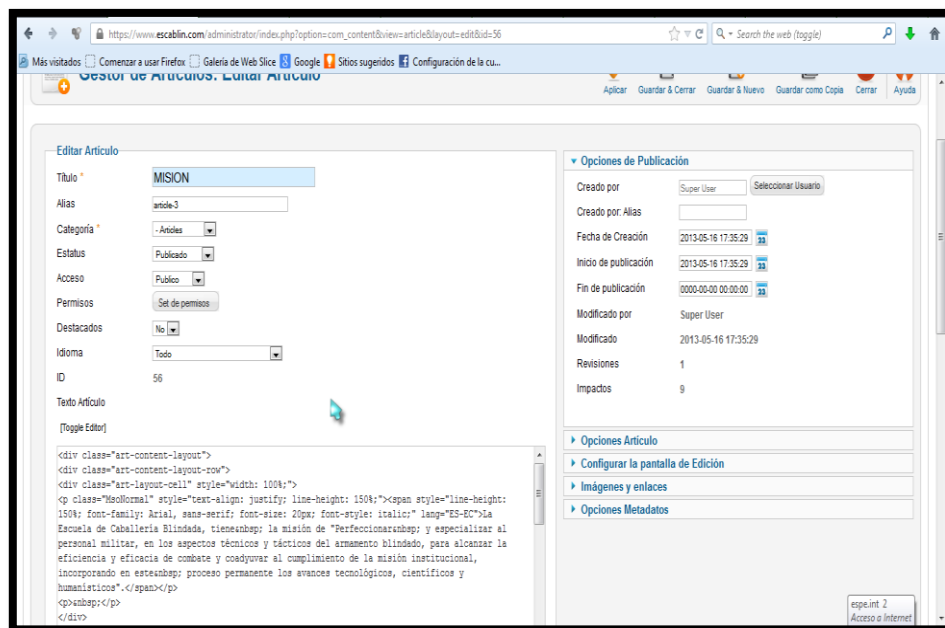 https://www.escablin.com/administrator/index.php?option=com_content&view=article&layout=edit&id=56
Search the web (toggle)
Más visitados Comenzar a usar Firefox Galería de Web Slice Google Sitios sugeridos Configuración de la cu...
Gestor de Artículos: Editar Artículo
Aplicar Guardar & Cerrar Guardar & Nuevo Guardar como Copia Cerrar Ayuda
Editar Artículo
Título * MISION
Alias article-3
Categoría * - Articles
Estatus Publicado
Acceso Publico
Permisos Set de permisos
Destacados No
Idioma Todo
ID 56
Texto Artículo
[Toggle Editor]
<div class="art-content-layout">
<div class="art-content-layout-row">
<div class="art-layout-cell" style="width: 100%;">
<p class="MsoNormal" style="text-align: justify; line-height: 150%;"><span style="line-height:
150%; font-family: Arial, sans-serif; font-size: 20px; font-style: italic;" lang="ES-EC">La
Escuela de Caballería Blindada, tiene&nbsp; la misión de "Perfeccionar&nbsp; y especializar al
personal militar, en los aspectos técnicos y tácticos del armamento blindado, para alcanzar la
eficiencia y eficacia de combate y coadyuvar al cumplimiento de la misión institucional,
incorporando en este&nbsp; proceso permanente los avances tecnológicos, científicos y
humanísticos".</span></p>
<p>&nbsp;</p>
</div>
Opciones de Publicación
Creado por Super User Seleccionar Usuario
Creado por: Alias
Fecha de Creación 2013-05-16 17:35:29 23
Inicio de publicación 2013-05-16 17:35:29 23
Fin de publicación 0000-00-00 00:00:00 23
Modificado por Super User
Modificado 2013-05-16 17:35:29
Revisiones 1
Impactos 9
Opciones Artículo
Configurar la pantalla de Edición
Imágenes y enlaces
Opciones Metadatos
espe.int 2
Acceso a Internet